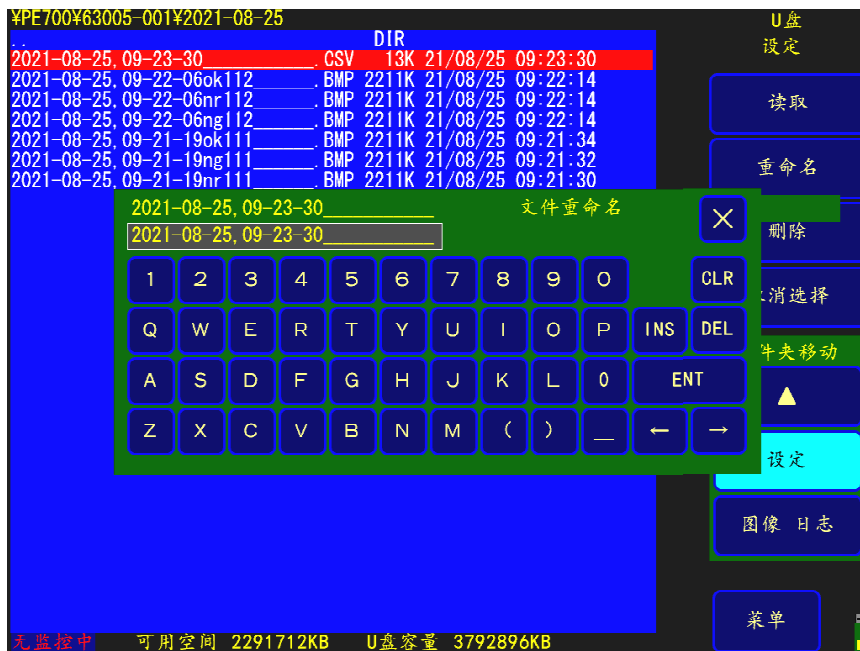 ¥PE700¥63005-001¥2021-08-25
.. DIR
2021-08-25,09-23-30____________.CSV 13K 21/08/25 09:23:30
2021-08-25,09-22-06ok112______.BMP 2211K 21/08/25 09:22:14
2021-08-25,09-22-06nr112______.BMP 2211K 21/08/25 09:22:14
2021-08-25,09-22-06ng112______.BMP 2211K 21/08/25 09:22:14
2021-08-25,09-21-19ok111______.BMP 2211K 21/08/25 09:21:34
2021-08-25,09-21-19ng111______.BMP 2211K 21/08/25 09:21:32
2021-08-25,09-21-19nr111______.BMP 2211K 21/08/25 09:21:30
2021-08-25,09-23-30___________ 文件重命名 ×
2021-08-25,09-23-30___________
1 2 3 4 5 6 7 8 9 0 CLR
Q W E R T Y U I O P INS DEL
A S D F G H J K L 0 ENT
Z X C V B N M ( ) _ ← →
U盘
设定
读取
重命名
删除
消选择
件夹移动
▲
设定
图像 日志
菜单
无监控中 可用空间 2291712KB U盘容量 3792896KB